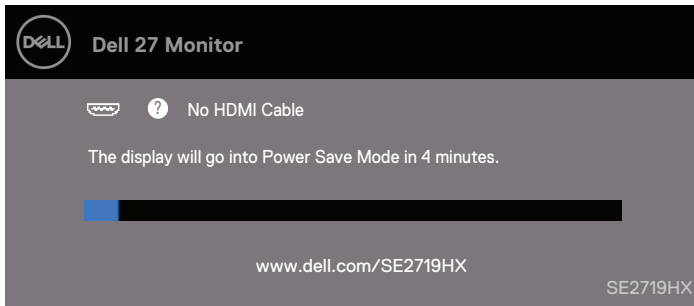 DELL
Dell 27 Monitor
? No HDMI Cable
The display will go into Power Save Mode in 4 minutes.
www.dell.com/SE2719HX
SE2719HX